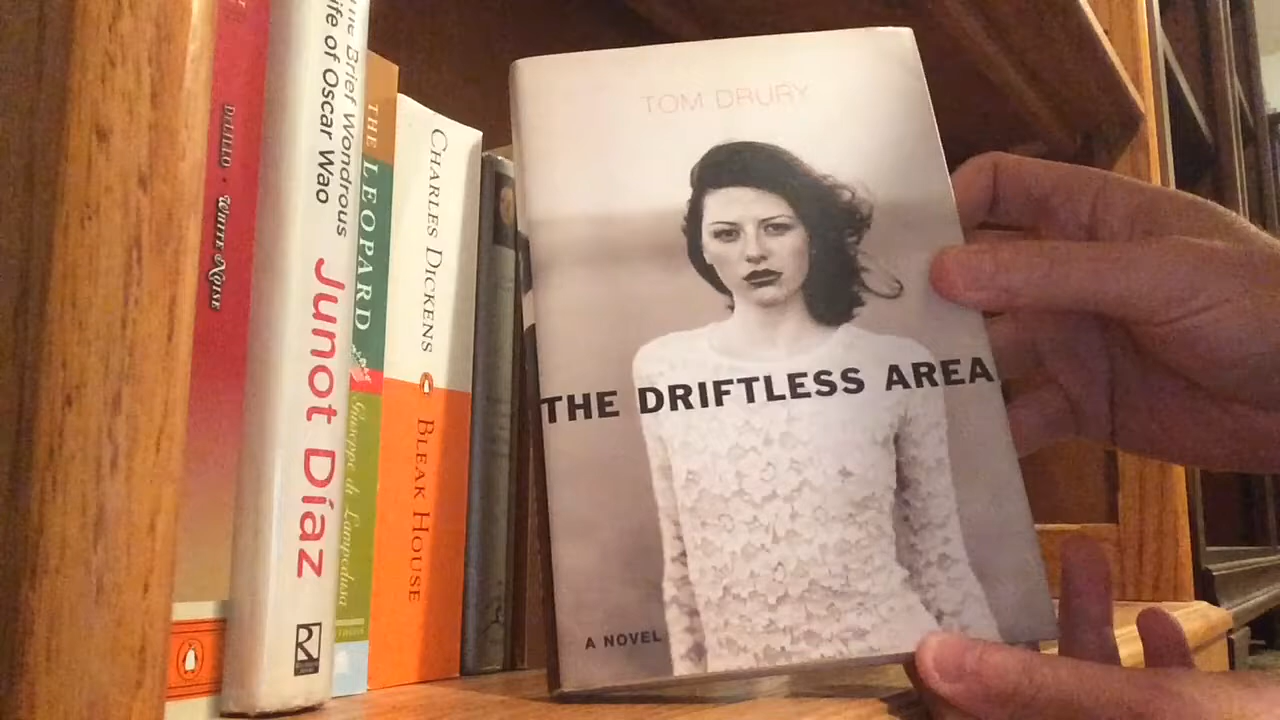 DELILLO · WHITE NOISE
The Brief Wondrous
Life of Oscar Wao
Junot Díaz
R
THE LEOPARD
Giuseppe di Lampedusa
CHARLES DICKENS
BLEAK HOUSE
TOM DRURY
THE DRIFTLESS AREA
A NOVEL